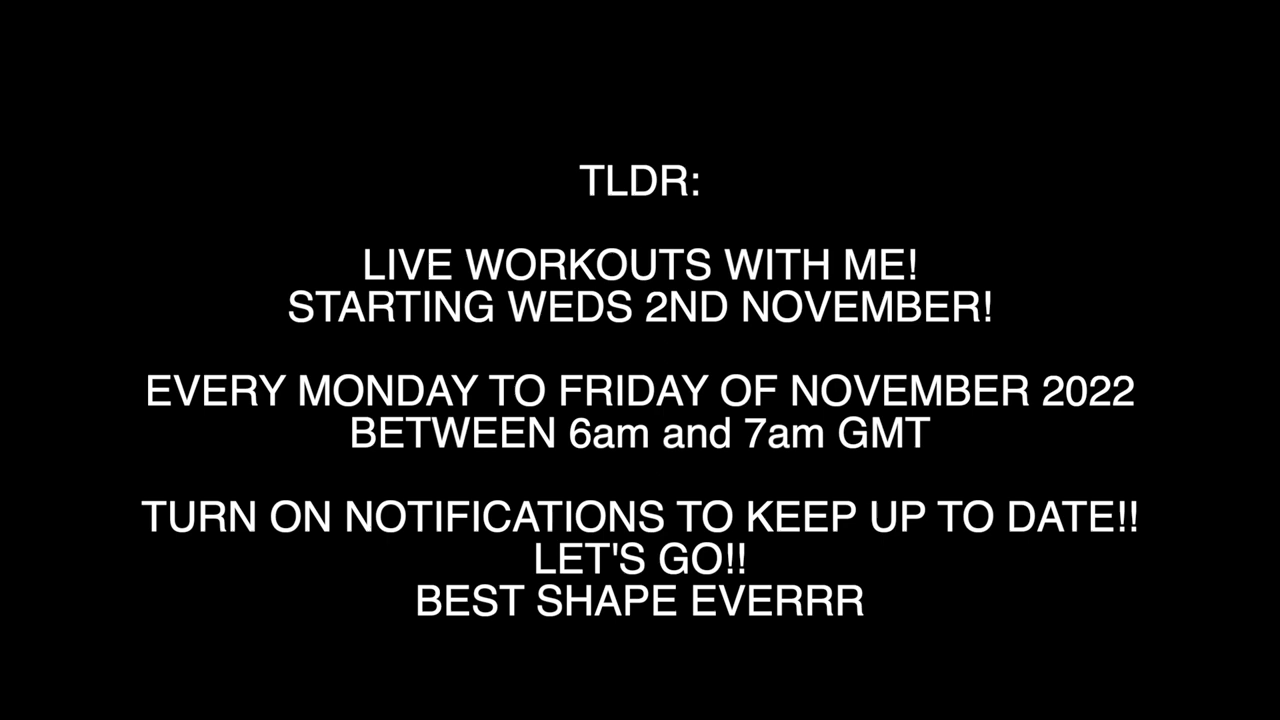 TLDR:
LIVE WORKOUTS WITH ME!
STARTING WEDS 2ND NOVEMBER!
EVERY MONDAY TO FRIDAY OF NOVEMBER 2022
BETWEEN 6am and 7am GMT
TURN ON NOTIFICATIONS TO KEEP UP TO DATE!!
LET'S GO!!
BEST SHAPE EVERRR